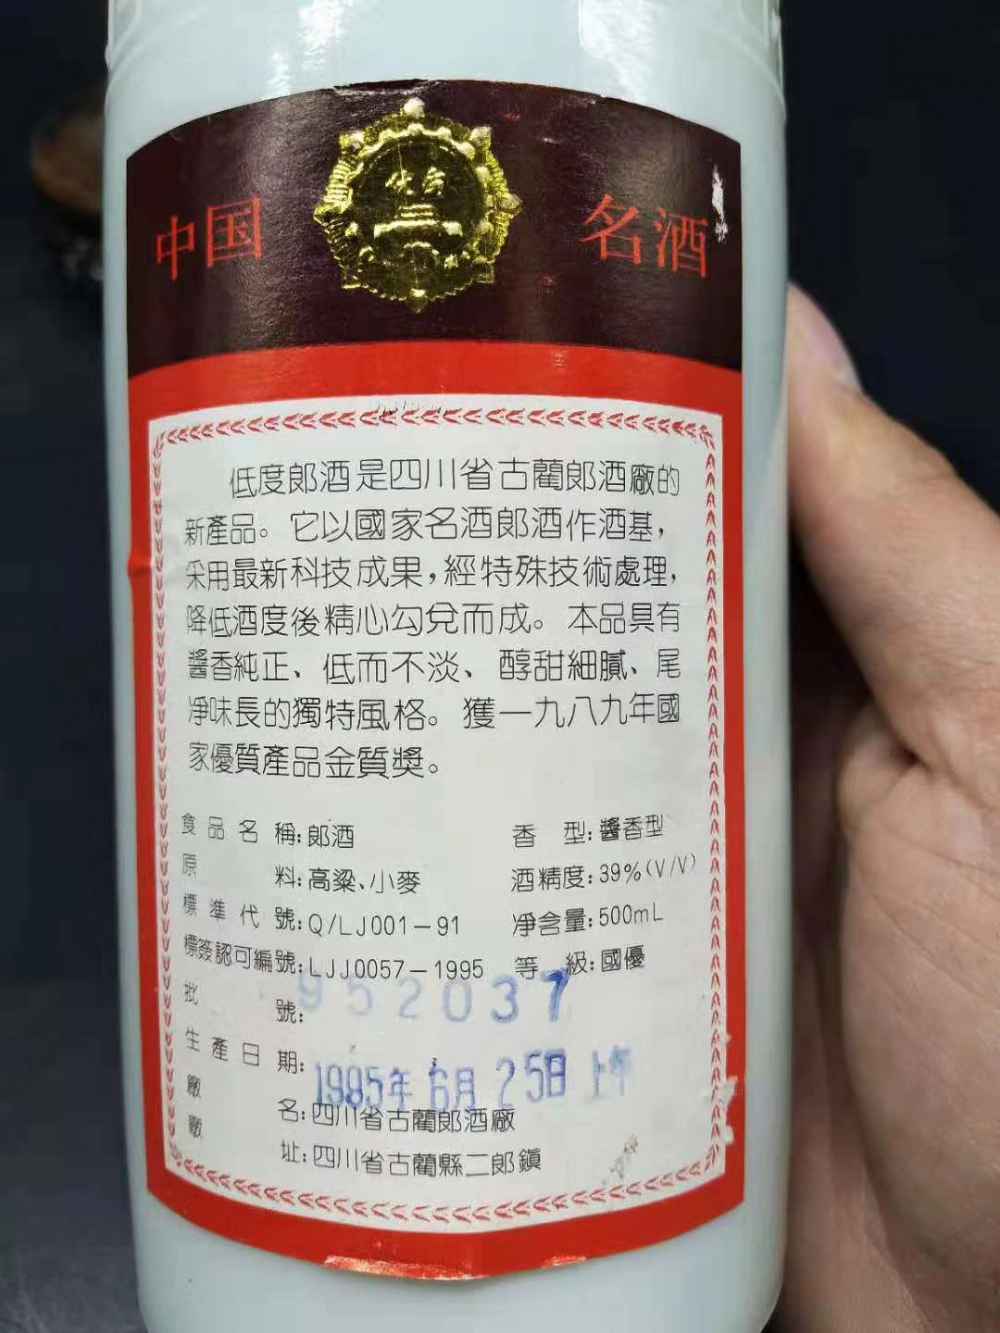 中国 名酒
低度郎酒是四川省古藺郎酒廠的
新產品。它以國家名酒郎酒作酒基，
采用最新科技成果，經特殊技術處理，
降低酒度後精心勾兌而成。本品具有
醬香純正、低而不淡、醇甜細膩、尾
凈味長的獨特風格。獲一九八九年國
家優質產品金質獎。
食品名稱：郎酒 香型：醬香型
原料：高粱、小麥 酒精度：39%(V/V)
標準代號：Q/LJ001－91 凈含量：500mL
標簽認可編號：LJJ0057－1995 等級：國優
批號：952037
生產日期：1995年6月25日上午
廠名：四川省古藺郎酒廠
廠址：四川省古藺縣二郎鎮